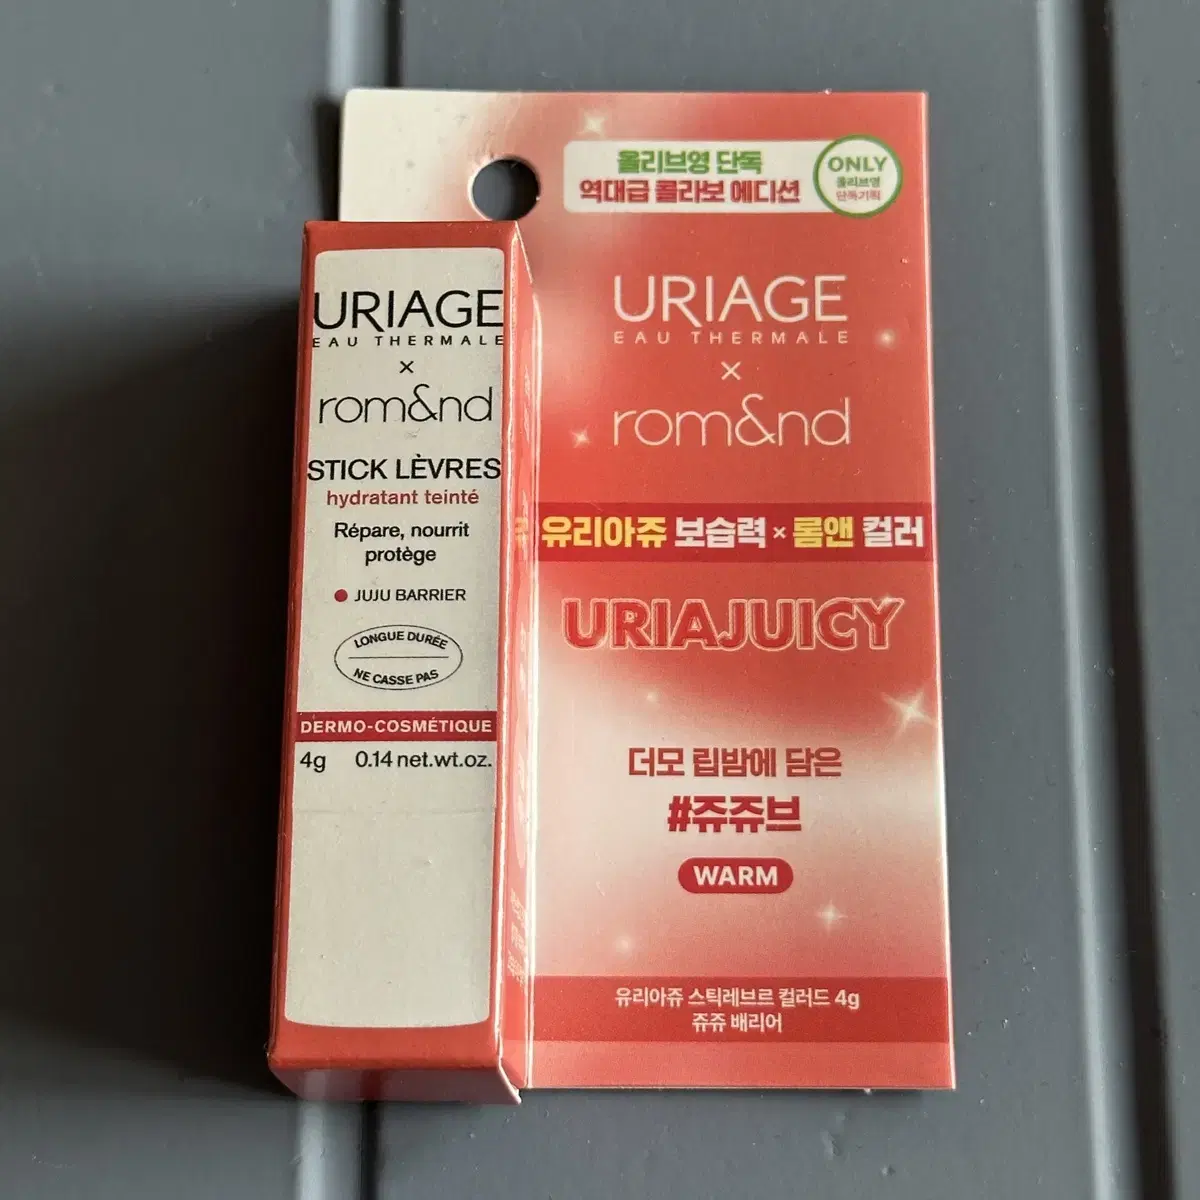 올리브영 단독
역대급 콜라보 에디션
ONLY
올리브영
단독기획
URIAGE
EAU THERMALE
×
rom&nd
유리아쥬 보습력 × 롬앤 컬러
URIAJUICY
더모 립밤에 담은
#쥬쥬브
WARM
유리아쥬 스틱레브르 컬러드 4g
쥬쥬 배리어
URIAGE
EAU THERMALE
×
rom&nd
STICK LÈVRES
hydratant teinté
Répare, nourrit
protège
JUJU BARRIER
LONGUE DURÉE
NE CASSE PAS
DERMO-COSMÉTIQUE
4g 0.14 net.wt.oz.